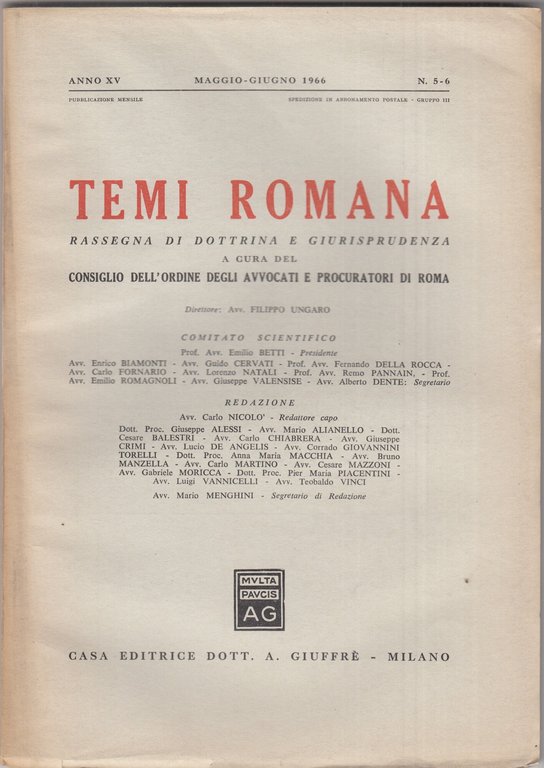 ANNO XV MAGGIO-GIUGNO 1966 N. 5-6
PUBBLICAZIONE MENSILE SPEDIZIONE IN ABBONAMENTO POSTALE - GRUPPO III
TEMI ROMANA
RASSEGNA DI DOTTRINA E GIURISPRUDENZA
A CURA DEL
CONSIGLIO DELL'ORDINE DEGLI AVVOCATI E PROCURATORI DI ROMA
Direttore: Avv. FILIPPO UNGARO
COMITATO SCIENTIFICO
Prof. Avv. Emilio BETTI - Presidente
Avv. Enrico BIAMONTI - Avv. Guido CERVATI - Prof. Avv. Fernando DELLA ROCCA -
Avv. Carlo FORNARIO - Avv. Lorenzo NATALI - Prof. Avv. Remo PANNAIN, - Prof.
Avv. Emilio ROMAGNOLI - Avv. Giuseppe VALENSISE - Avv. Alberto DENTE: Segretario
REDAZIONE
Avv. Carlo NICOLO' - Redattore capo
Dott. Proc. Giuseppe ALESSI - Avv. Mario ALIANELLO - Dott.
Cesare BALESTRI - Avv. Carlo CHIABRERA - Avv. Giuseppe
CRIMI - Avv. Lucio DE ANGELIS - Avv. Corrado GIOVANNINI
TORELLI - Dott. Proc. Anna Maria MACCHIA - Avv. Bruno
MANZELLA - Avv. Carlo MARTINO - Avv. Cesare MAZZONI -
Avv. Gabriele MORICCA - Dott. Proc. Pier Maria PIACENTINI -
Avv. Luigi VANNICELLI - Avv. Teobaldo VINCI
Avv. Mario MENGHINI - Segretario di Redazione
MVLTA
PAVCIS
AG
CASA EDITRICE DOTT. A. GIUFFRÈ - MILANO